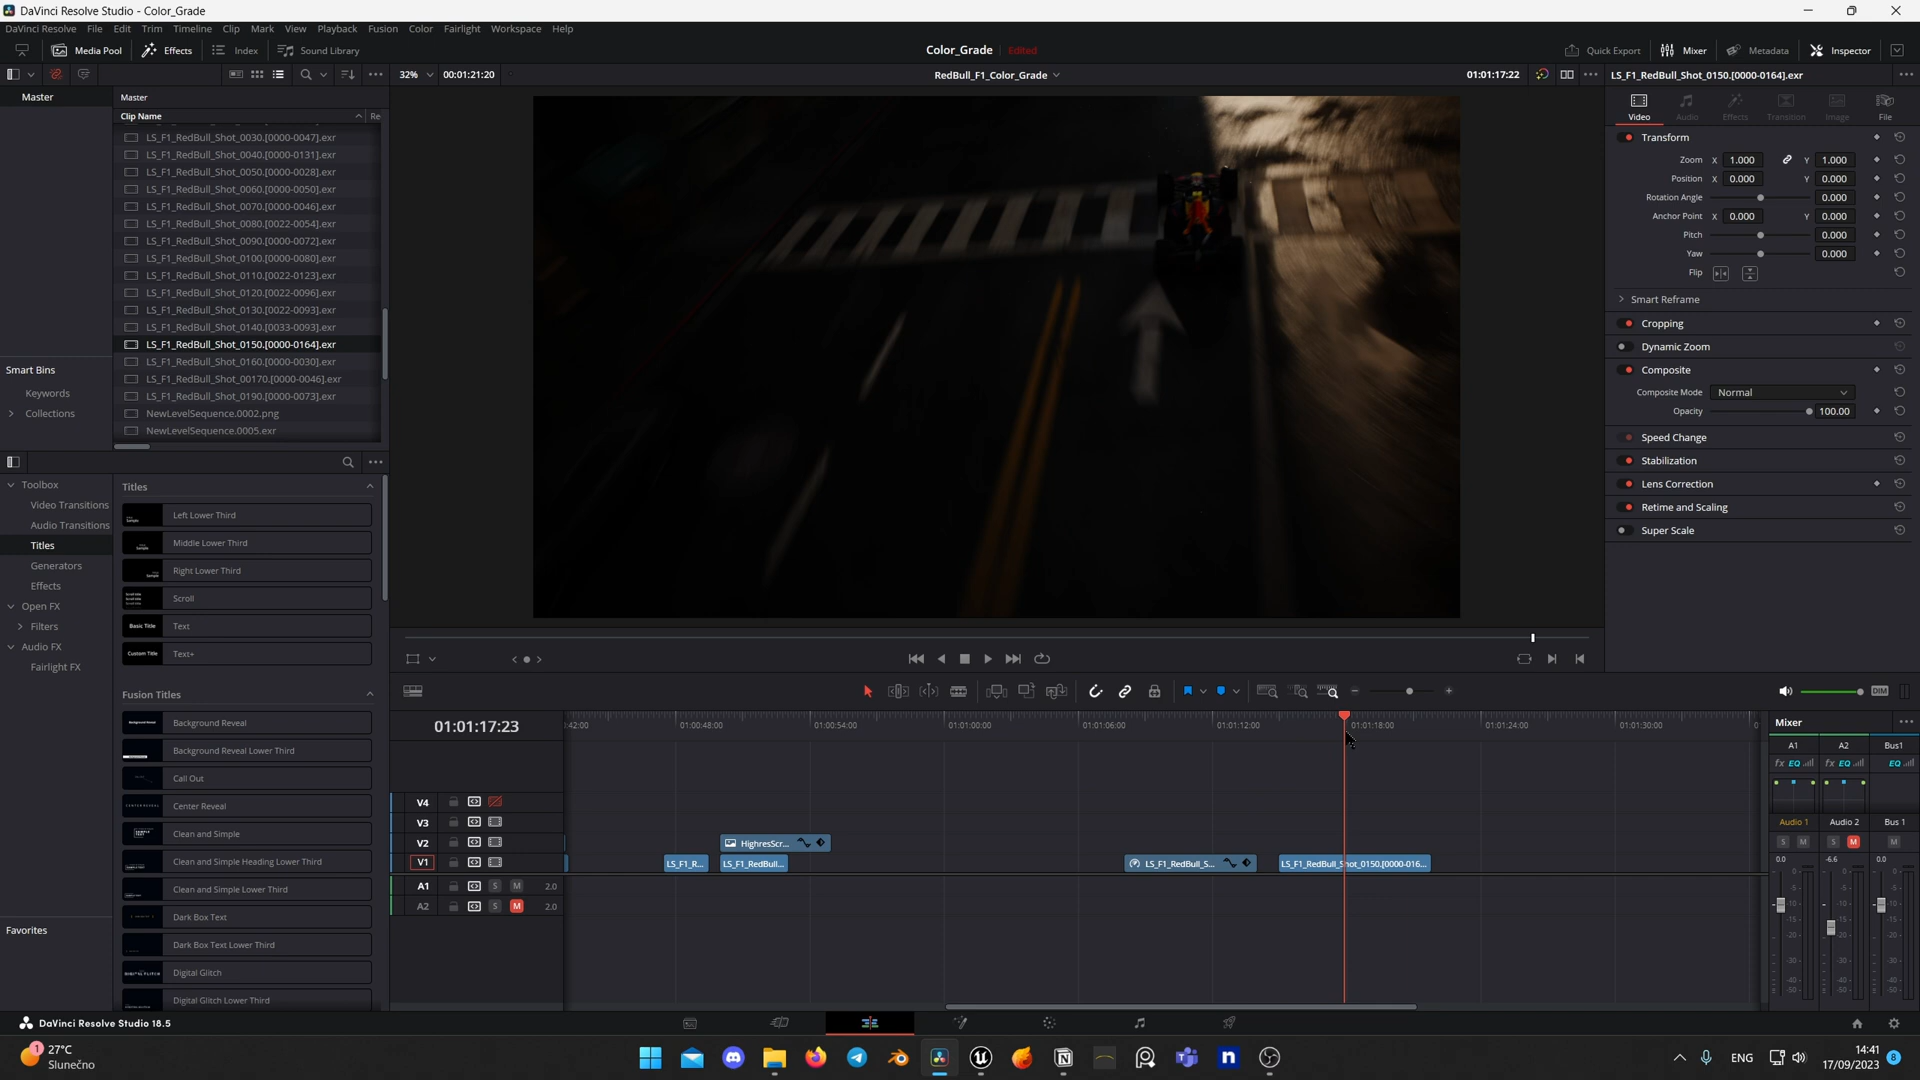 DaVinci Resolve Studio - Color_Grade
DaVinci Resolve File Edit Trim Timeline Clip Mark View Playback Fusion Color Fairlight Workspace Help
Media Pool Effects Index Sound Library Color_Grade Edited Quick Export Mixer Metadata Inspector
32% 00:01:21:20 RedBull_F1_Color_Grade 01:01:17:22 LS_F1_RedBull_Shot_0150.[0000-0164].exr
Master
Master
Clip Name Re
LS_F1_RedBull_Shot_0030.[0000-0047].exr
LS_F1_RedBull_Shot_0040.[0000-0131].exr
LS_F1_RedBull_Shot_0050.[0000-0028].exr
LS_F1_RedBull_Shot_0060.[0000-0050].exr
LS_F1_RedBull_Shot_0070.[0000-0046].exr
LS_F1_RedBull_Shot_0080.[0022-0054].exr
LS_F1_RedBull_Shot_0090.[0000-0072].exr
LS_F1_RedBull_Shot_0100.[0000-0080].exr
LS_F1_RedBull_Shot_0110.[0022-0123].exr
LS_F1_RedBull_Shot_0120.[0022-0096].exr
LS_F1_RedBull_Shot_0130.[0022-0093].exr
LS_F1_RedBull_Shot_0140.[0033-0093].exr
LS_F1_RedBull_Shot_0150.[0000-0164].exr
LS_F1_RedBull_Shot_0160.[0000-0030].exr
LS_F1_RedBull_Shot_00170.[0000-0046].exr
LS_F1_RedBull_Shot_0190.[0000-0073].exr
NewLevelSequence.0002.png
NewLevelSequence.0005.exr
Smart Bins
Keywords
Collections
Video Audio Effects Transition Image File
Transform
Zoom X 1.000 Y 1.000
Position X 0.000 Y 0.000
Rotation Angle 0.000
Anchor Point X 0.000 Y 0.000
Pitch 0.000
Yaw 0.000
Flip
Smart Reframe
Cropping
Dynamic Zoom
Composite
Composite Mode Normal
Opacity 100.00
Speed Change
Stabilization
Lens Correction
Retime and Scaling
Super Scale
Toolbox
Video Transitions
Audio Transitions
Titles
Generators
Effects
Open FX
Filters
Audio FX
Fairlight FX
Favorites
Titles
Left Lower Third
Middle Lower Third
Right Lower Third
Scroll
Basic Title Text
Custom Title Text+
Fusion Titles
Background Reveal
Background Reveal Lower Third
Call Out
Center Reveal
Clean and Simple
Clean and Simple Heading Lower Third
Clean and Simple Lower Third
Dark Box Text
Dark Box Text Lower Third
Digital Glitch
Digital Glitch Lower Third
DIM
01:01:17:23
:42:00 01:00:48:00 01:00:54:00 01:01:00:00 01:01:06:00 01:01:12:00 01:01:18:00 01:01:24:00 01:01:30:00
V4
V3
V2 HighresScr...
V1 LS_F1_R... LS_F1_RedBull... LS_F1_RedBull_S... LS_F1_RedBull_Shot_0150.[0000-016...
A1 S M 2.0
A2 S M 2.0
Mixer
A1 A2 Bus1
fx EQ fx EQ EQ
Audio 1 Audio 2 Bus 1
S M S M M
0.0 -6.6 0.0
DaVinci Resolve Studio 18.5
1 27°C
Slunečno
ENG 14:41
17/09/2023 8